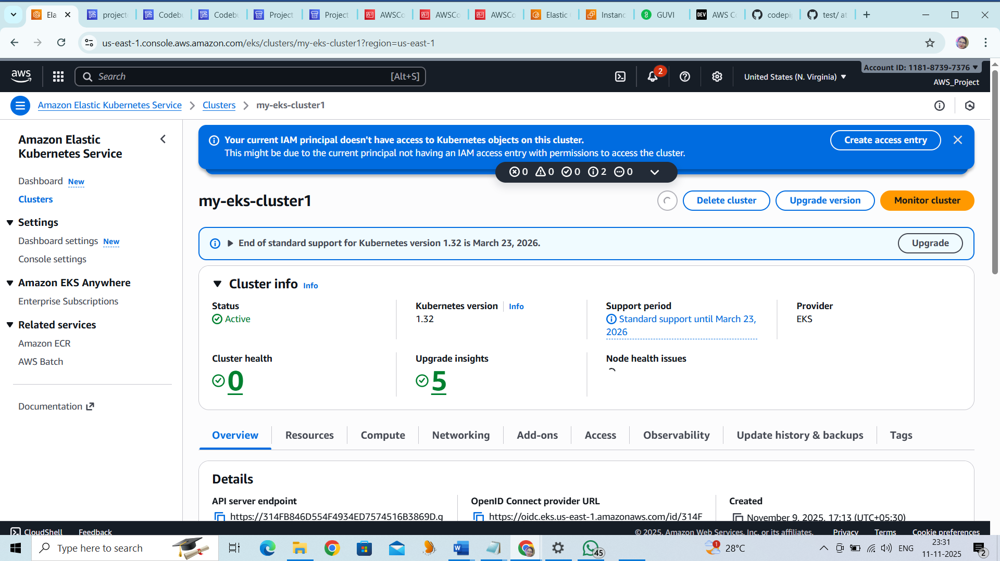 Ela
projects
Codebu
Codebu
Project
Project
AWSCo
AWSCo
AWSCo
Elastic
Instanc
GUVI
DEV
AWS Co
codepip
test/ at
us-east-1.console.aws.amazon.com/eks/clusters/my-eks-cluster1?region=us-east-1
aws
Search
[Alt+S]
2
United States (N. Virginia)
Account ID: 1181-8739-7376
AWS_Project
Amazon Elastic Kubernetes Service
Clusters
my-eks-cluster1
Amazon Elastic
Kubernetes Service
Dashboard New
Clusters
Settings
Dashboard settings New
Console settings
Amazon EKS Anywhere
Enterprise Subscriptions
Related services
Amazon ECR
AWS Batch
Documentation
Your current IAM principal doesn't have access to Kubernetes objects on this cluster.
This might be due to the current principal not having an IAM access entry with permissions to access the cluster.
Create access entry
0 0 0 2 0
my-eks-cluster1
Delete cluster
Upgrade version
Monitor cluster
End of standard support for Kubernetes version 1.32 is March 23, 2026.
Upgrade
Cluster info Info
Status
Active
Kubernetes version Info
1.32
Support period
Standard support until March 23,
2026
Provider
EKS
Cluster health
0
Upgrade insights
5
Node health issues
Overview
Resources
Compute
Networking
Add-ons
Access
Observability
Update history & backups
Tags
Details
API server endpoint
https://314FB846D554F4934ED7574516B3869D.g
OpenID Connect provider URL
https://oidc.eks.us-east-1.amazonaws.com/id/314F
Created
November 9, 2025, 17:13 (UTC+05:30)
CloudShell
Feedback
© 2025, Amazon Web Services, Inc. or its affiliates.
Privacy
Terms
Cookie preferences
Type here to search
45
1
28°C
ENG
23:31
11-11-2025
2